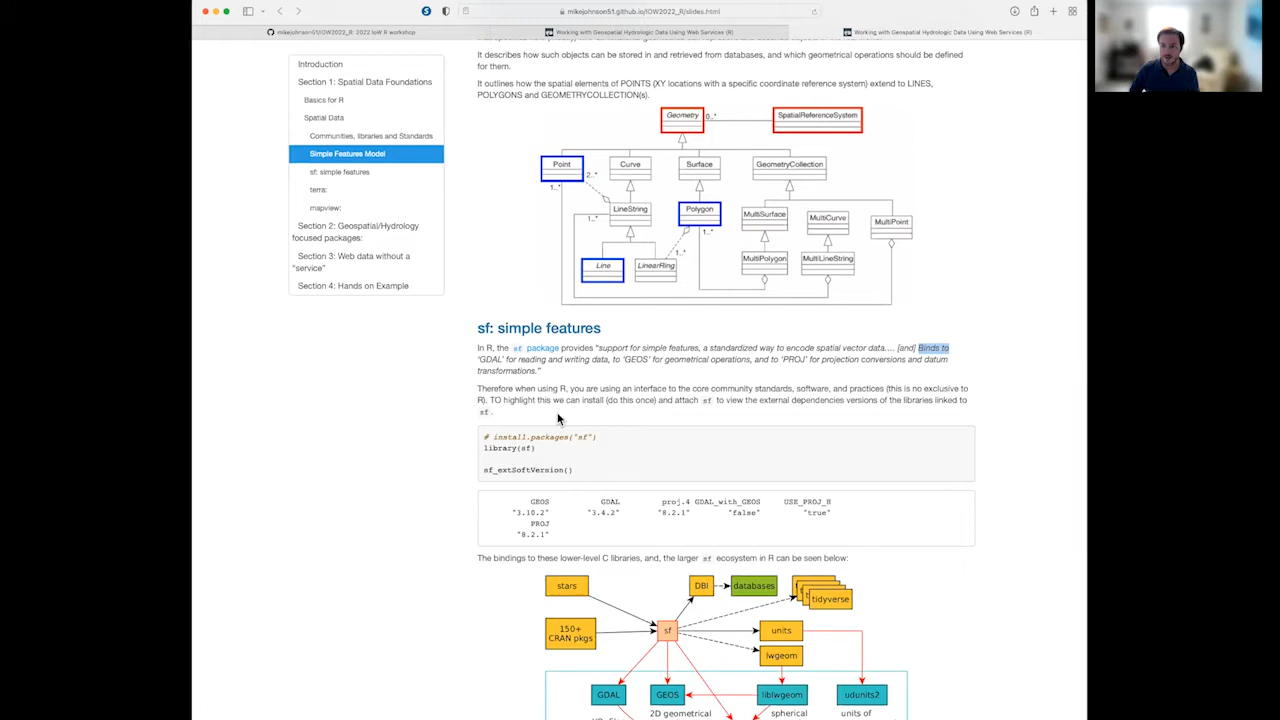 mikejohnson51.github.io/IOW2022_R/slides.html
mikejohnson51/IOW2022_R: 2022 IoW R workshop
Working with Geospatial Hydrologic Data Using Web Services (R)
Working with Geospatial Hydrologic Data Using Web Services (R)
Introduction
Section 1: Spatial Data Foundations
Basics for R
Spatial Data
Communities, libraries and Standards
Simple Features Model
sf: simple features
terra:
mapview:
Section 2: Geospatial/Hydrology
focused packages:
Section 3: Web data without a
"service"
Section 4: Hands on Example
It describes how such objects can be stored in and retrieved from databases, and which geometrical operations should be defined
for them.
It outlines how the spatial elements of POINTS (XY locations with a specific coordinate reference system) extend to LINES,
POLYGONS and GEOMETRYCOLLECTION(s).
Geometry
0..*
SpatialReferenceSystem
Point
Curve
Surface
GeometryCollection
2..*
1..*
LineString
Polygon
MultiSurface
MultiCurve
MultiPoint
1..*
1..*
Line
LinearRing
1..*
MultiPolygon
MultiLineString
sf: simple features
In R, the sf package provides "support for simple features, a standardized way to encode spatial vector data.... [and] Binds to
'GDAL' for reading and writing data, to 'GEOS' for geometrical operations, and to 'PROJ' for projection conversions and datum
transformations."
Therefore when using R, you are using an interface to the core community standards, software, and practices (this is no exclusive to
R). TO highlight this we can install (do this once) and attach sf to view the external dependencies versions of the libraries linked to
sf.
# install.packages("sf")
library(sf)
sf_extSoftVersion()
GEOS GDAL proj.4 GDAL_with_GEOS USE_PROJ_H
"3.10.2" "3.4.2" "8.2.1" "false" "true"
PROJ
"8.2.1"
The bindings to these lower-level C libraries, and, the larger sf ecosystem in R can be seen below:
stars
DBI
databases
tidyverse
150+
CRAN pkgs
sf
units
lwgeom
GDAL
GEOS
liblwgeom
udunits2
2D geometrical
spherical
units of